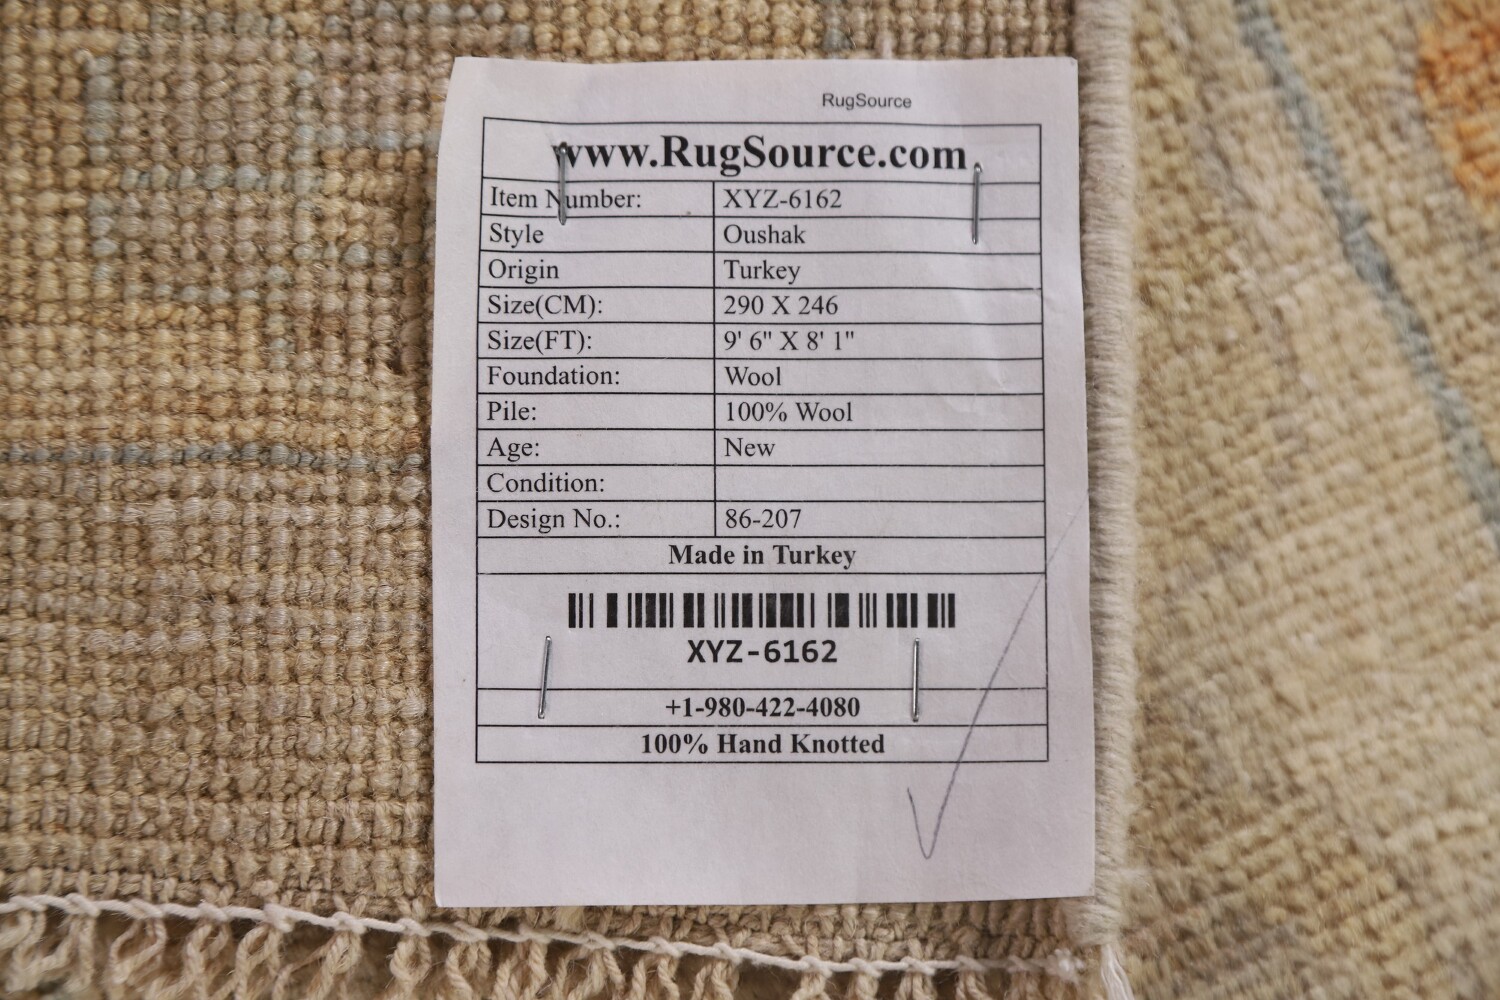 RugSource
www.RugSource.com
Item Number: XYZ-6162
Style Oushak
Origin Turkey
Size(CM): 290 X 246
Size(FT): 9' 6" X 8' 1"
Foundation: Wool
Pile: 100% Wool
Age: New
Condition:
Design No.: 86-207
Made in Turkey
XYZ-6162
+1-980-422-4080
100% Hand Knotted